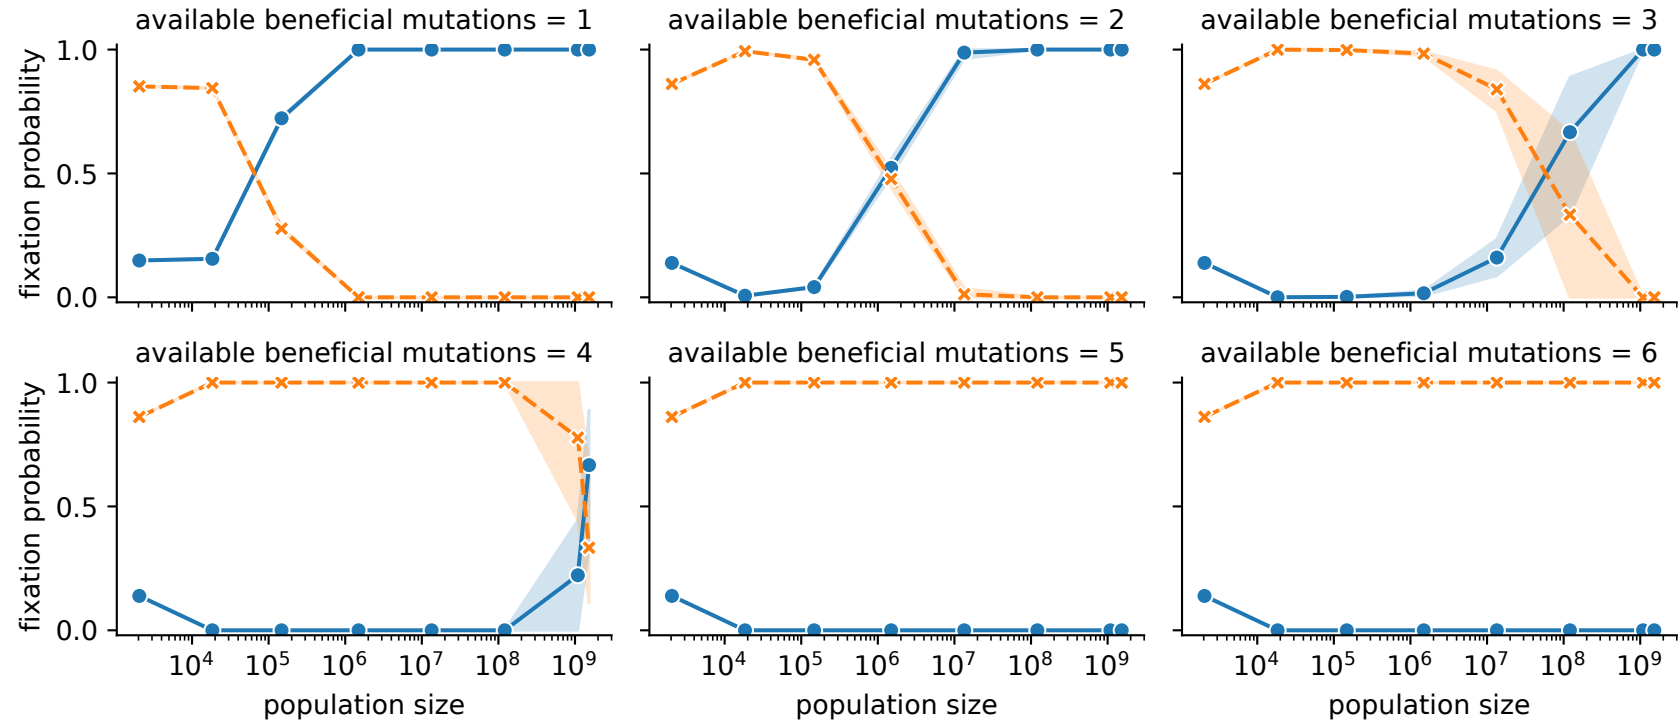 available beneficial mutations = 1
available beneficial mutations = 2
available beneficial mutations = 3
fixation probability
1.0
0.5
0.0
available beneficial mutations = 4
available beneficial mutations = 5
available beneficial mutations = 6
fixation probability
1.0
0.5
0.0
10⁴ 10⁵ 10⁶ 10⁷ 10⁸ 10⁹
10⁴ 10⁵ 10⁶ 10⁷ 10⁸ 10⁹
10⁴ 10⁵ 10⁶ 10⁷ 10⁸ 10⁹
population size
population size
population size